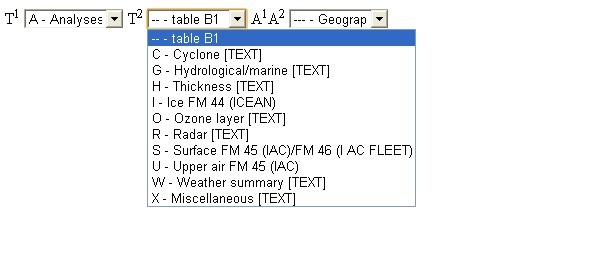 T1 A - Analyses T2 -- - table B1 A1A2 --- - Geograp
-- - table B1
C - Cyclone [TEXT]
G - Hydrological/marine [TEXT]
H - Thickness [TEXT]
I - Ice FM 44 (ICEAN)
O - Ozone layer [TEXT]
R - Radar [TEXT]
S - Surface FM 45 (IAC)/FM 46 (I AC FLEET)
U - Upper air FM 45 (IAC)
W - Weather summary [TEXT]
X - Miscellaneous [TEXT]